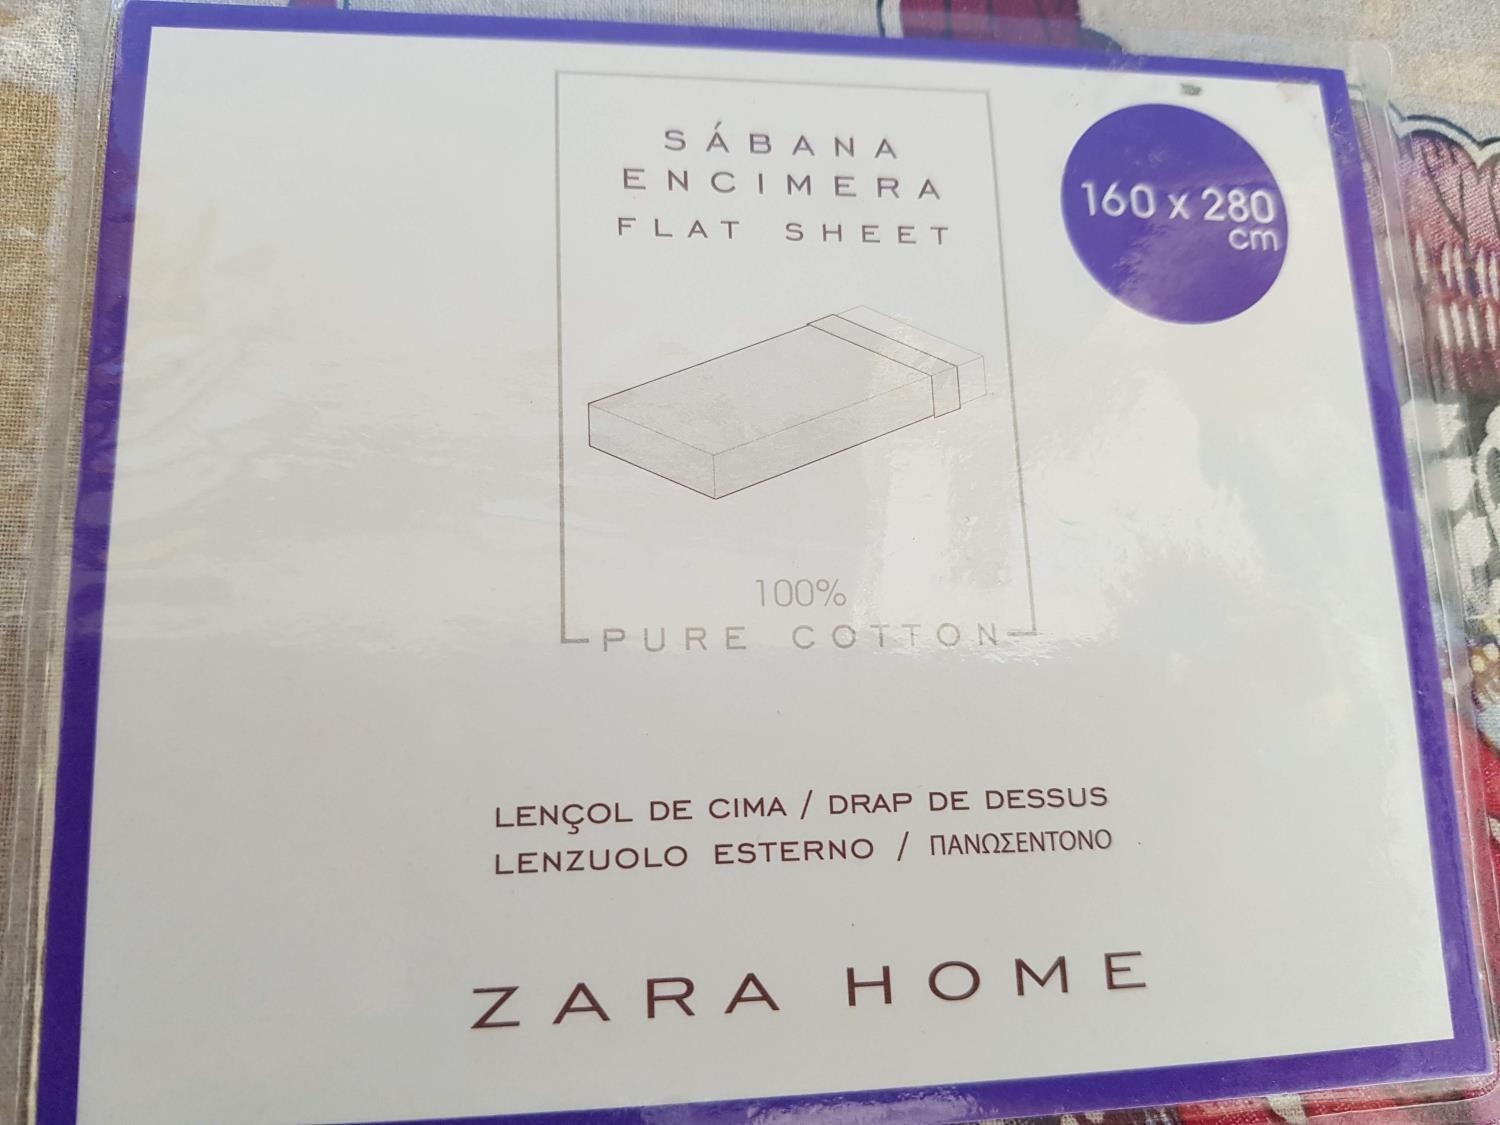 SÁBANA
ENCIMERA
FLAT SHEET
160 x 280
cm
100%
PURE COTTON
LENÇOL DE CIMA / DRAP DE DESSUS
LENZUOLO ESTERNO / ΠΑΝΩΣΕΝΤΟΝΟ
ZARA HOME